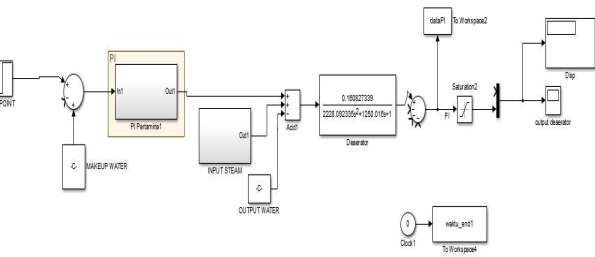 dataPI
To Workspace2
PI
POINT
In1
Out1
PI Pertamina1
-C-
MAKEUP WATER
Out1
INPUT STEAM
-C-
OUTPUT WATER
Add1
0.160827339
2228.092335s²+1250.016s+1
Deaerator
Saturation2
PI
Disp
output deaerator
0
Clock1
waktu_end1
To Workspace4